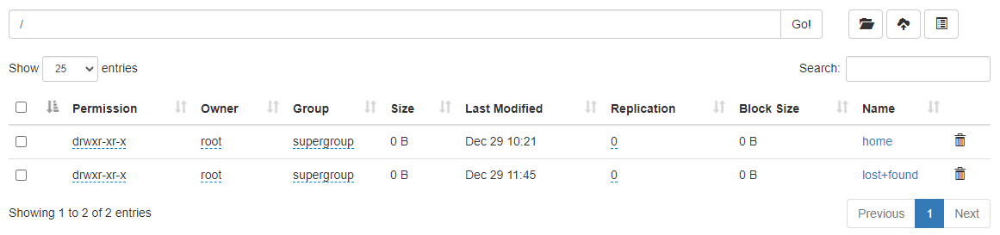 / Go!
Show 25 entries Search:
Permission Owner Group Size Last Modified Replication Block Size Name
drwxr-xr-x root supergroup 0 B Dec 29 10:21 0 0 B home
drwxr-xr-x root supergroup 0 B Dec 29 11:45 0 0 B lost+found
Showing 1 to 2 of 2 entries Previous 1 Next